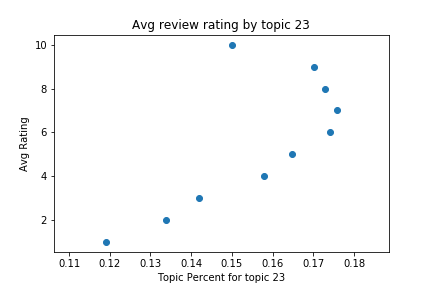 Avg review rating by topic 23
10
8
6
4
2
Avg Rating
0.11 0.12 0.13 0.14 0.15 0.16 0.17 0.18
Topic Percent for topic 23